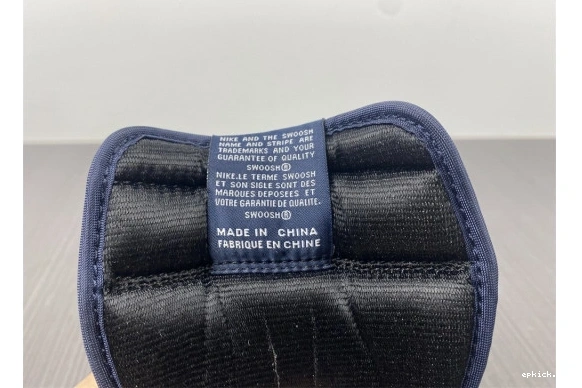 NIKE AND THE SWOOSH
NAME AND STRIPE ARE
TRADEMARKS AND YOUR
GUARANTEE OF QUALITY
SWOOSH®
NIKE.LE TERME SWOOSH
ET SON SIGLE SONT DES
MARQUES DEPOSEES ET
VOTRE GARANTIE DE QUALITE.
SWOOSH®
MADE IN CHINA
FABRIQUE EN CHINE
epkick.